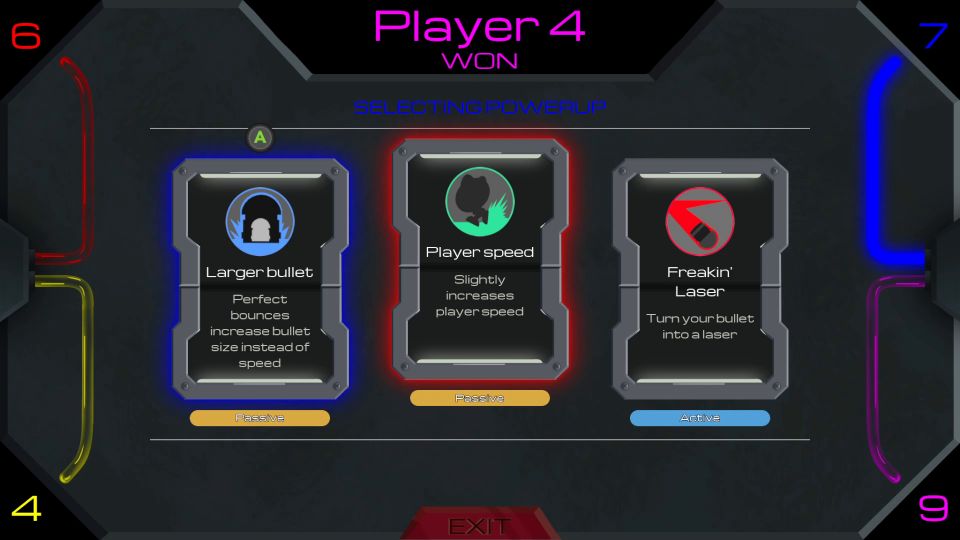 6
Player 4
7
WON
SELECTING POWERUP
A
Larger bullet
Perfect
bounces
increase bullet
size instead of
speed
Passive
Player speed
Slightly
increases
player speed
Passive
Freakin'
Laser
Turn your bullet
into a laser
Active
4
9
EXIT